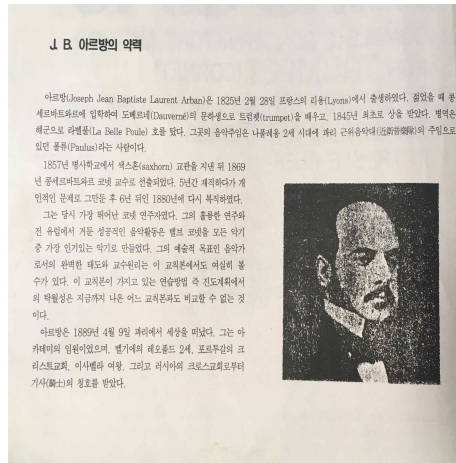 J. B. 아르방의 약력
아르방(Joseph Jean Baptiste Laurent Arban)은 1825년 2월 28일 프랑스의 리용(Lyons)에서 출생하였다. 젊었을 때 콩
세르바트와르에 입학하여 도베르네(Dauverné)의 문하생으로 트럼펫(trumpet)을 배우고, 1845년 최초로 상을 받았다. 병역은
해군으로 라벨풀(La Belle Poule) 호를 탔다. 그곳의 음악주임은 나폴레옹 2세 시대에 파리 근위음악대(近衛音樂隊)의 주임으로
있던 폴류(Paulus)라는 사람이다.
1857년 병사학교에서 색스혼(saxhorn) 교관을 지낸 뒤 1869
년 콩세르바트와르 코넷 교수로 선출되었다. 5년간 재직하다가 개
인적인 문제로 그만둔 후 6년 뒤인 1880년에 다시 복직하였다.
그는 당시 가장 뛰어난 코넷 연주자였다. 그의 훌륭한 연주와
전 유럽에서 거둔 성공적인 음악활동은 밸브 코넷을 모든 악기
중 가장 인기있는 악기로 만들었다. 그의 예술적 목표인 음악가
로서의 완벽한 태도와 교수원리는 이 교칙본에서도 여실히 볼
수가 있다. 이 교칙본이 가지고 있는 연습방법 즉 진도계획에서
의 탁월성은 지금까지 나온 어느 교칙본과도 비교할 수 없는 것
이다.
아르방은 1889년 4월 9일 파리에서 세상을 떠났다. 그는 아
카데미의 임원이었으며, 벨기에의 레오폴드 2세, 포르투갈의 크
리스트교회, 이사벨라 여왕, 그리고 러시아의 크로스교회로부터
기사(騎士)의 칭호를 받았다.